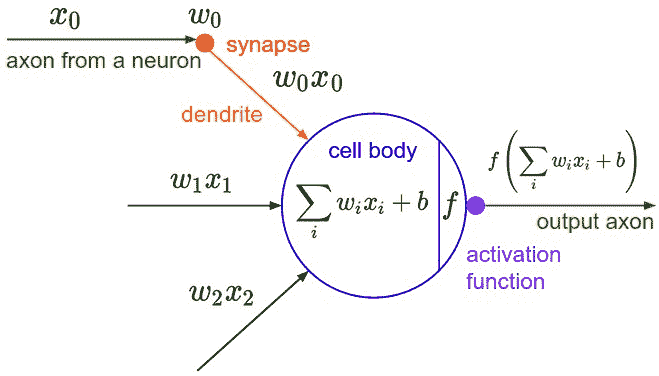 x₀ w₀
synapse
axon from a neuron
w₀x₀
dendrite
cell body
f(∑ᵢ wᵢxᵢ + b)
w₁x₁
∑ᵢ wᵢxᵢ + b f
output axon
activation
function
w₂x₂